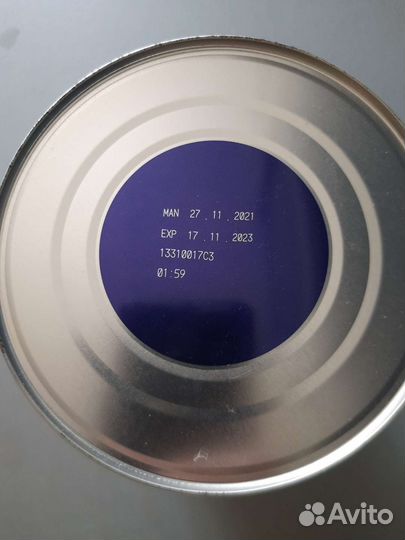 MAN 27 . 11 . 2021
EXP 17 . 11 . 2023
13310017C3
01:59
Avito